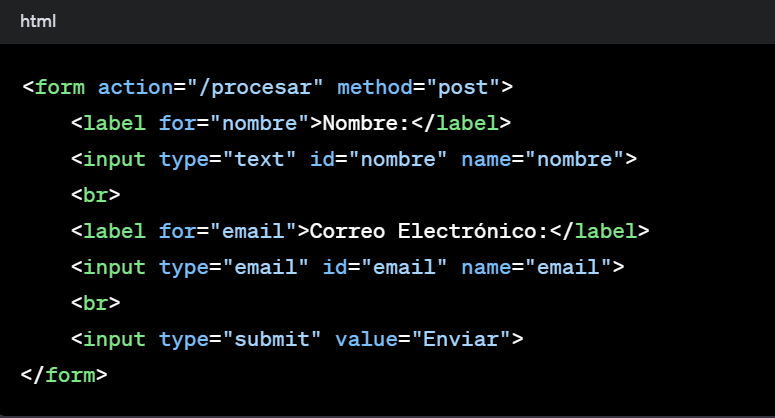 html
<form action="/procesar" method="post">
    <label for="nombre">Nombre:</label>
    <input type="text" id="nombre" name="nombre">
    <br>
    <label for="email">Correo Electrónico:</label>
    <input type="email" id="email" name="email">
    <br>
    <input type="submit" value="Enviar">
</form>